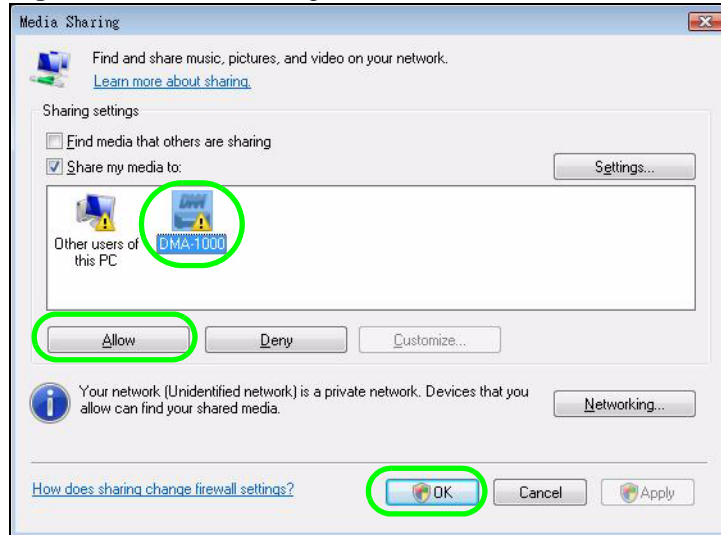 Media Sharing
Find and share music, pictures, and video on your network.
Learn more about sharing.
Sharing settings
Find media that others are sharing
Share my media to:
Settings...
DMA
Other users of this PC
DMA-1000
Allow
Deny
Customize...
Your network (Unidentified network) is a private network. Devices that you
allow can find your shared media.
Networking...
How does sharing change firewall settings?
OK
Cancel
Apply